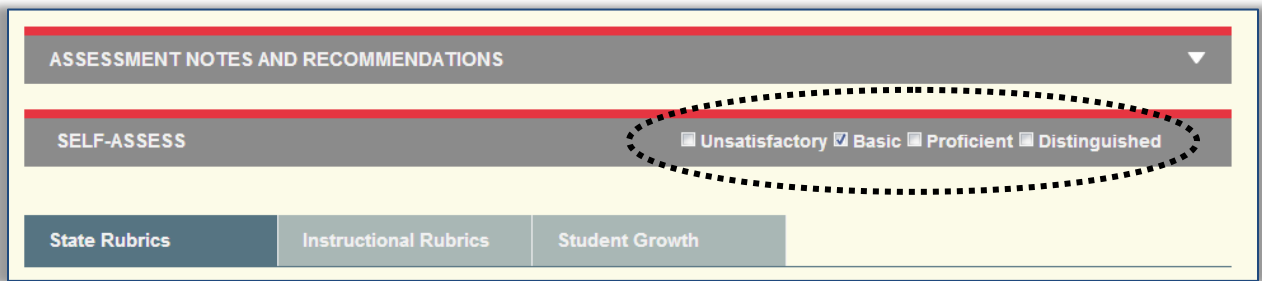 ASSESSMENT NOTES AND RECOMMENDATIONS
SELF-ASSESS Unsatisfactory Basic Proficient Distinguished
State Rubrics Instructional Rubrics Student Growth